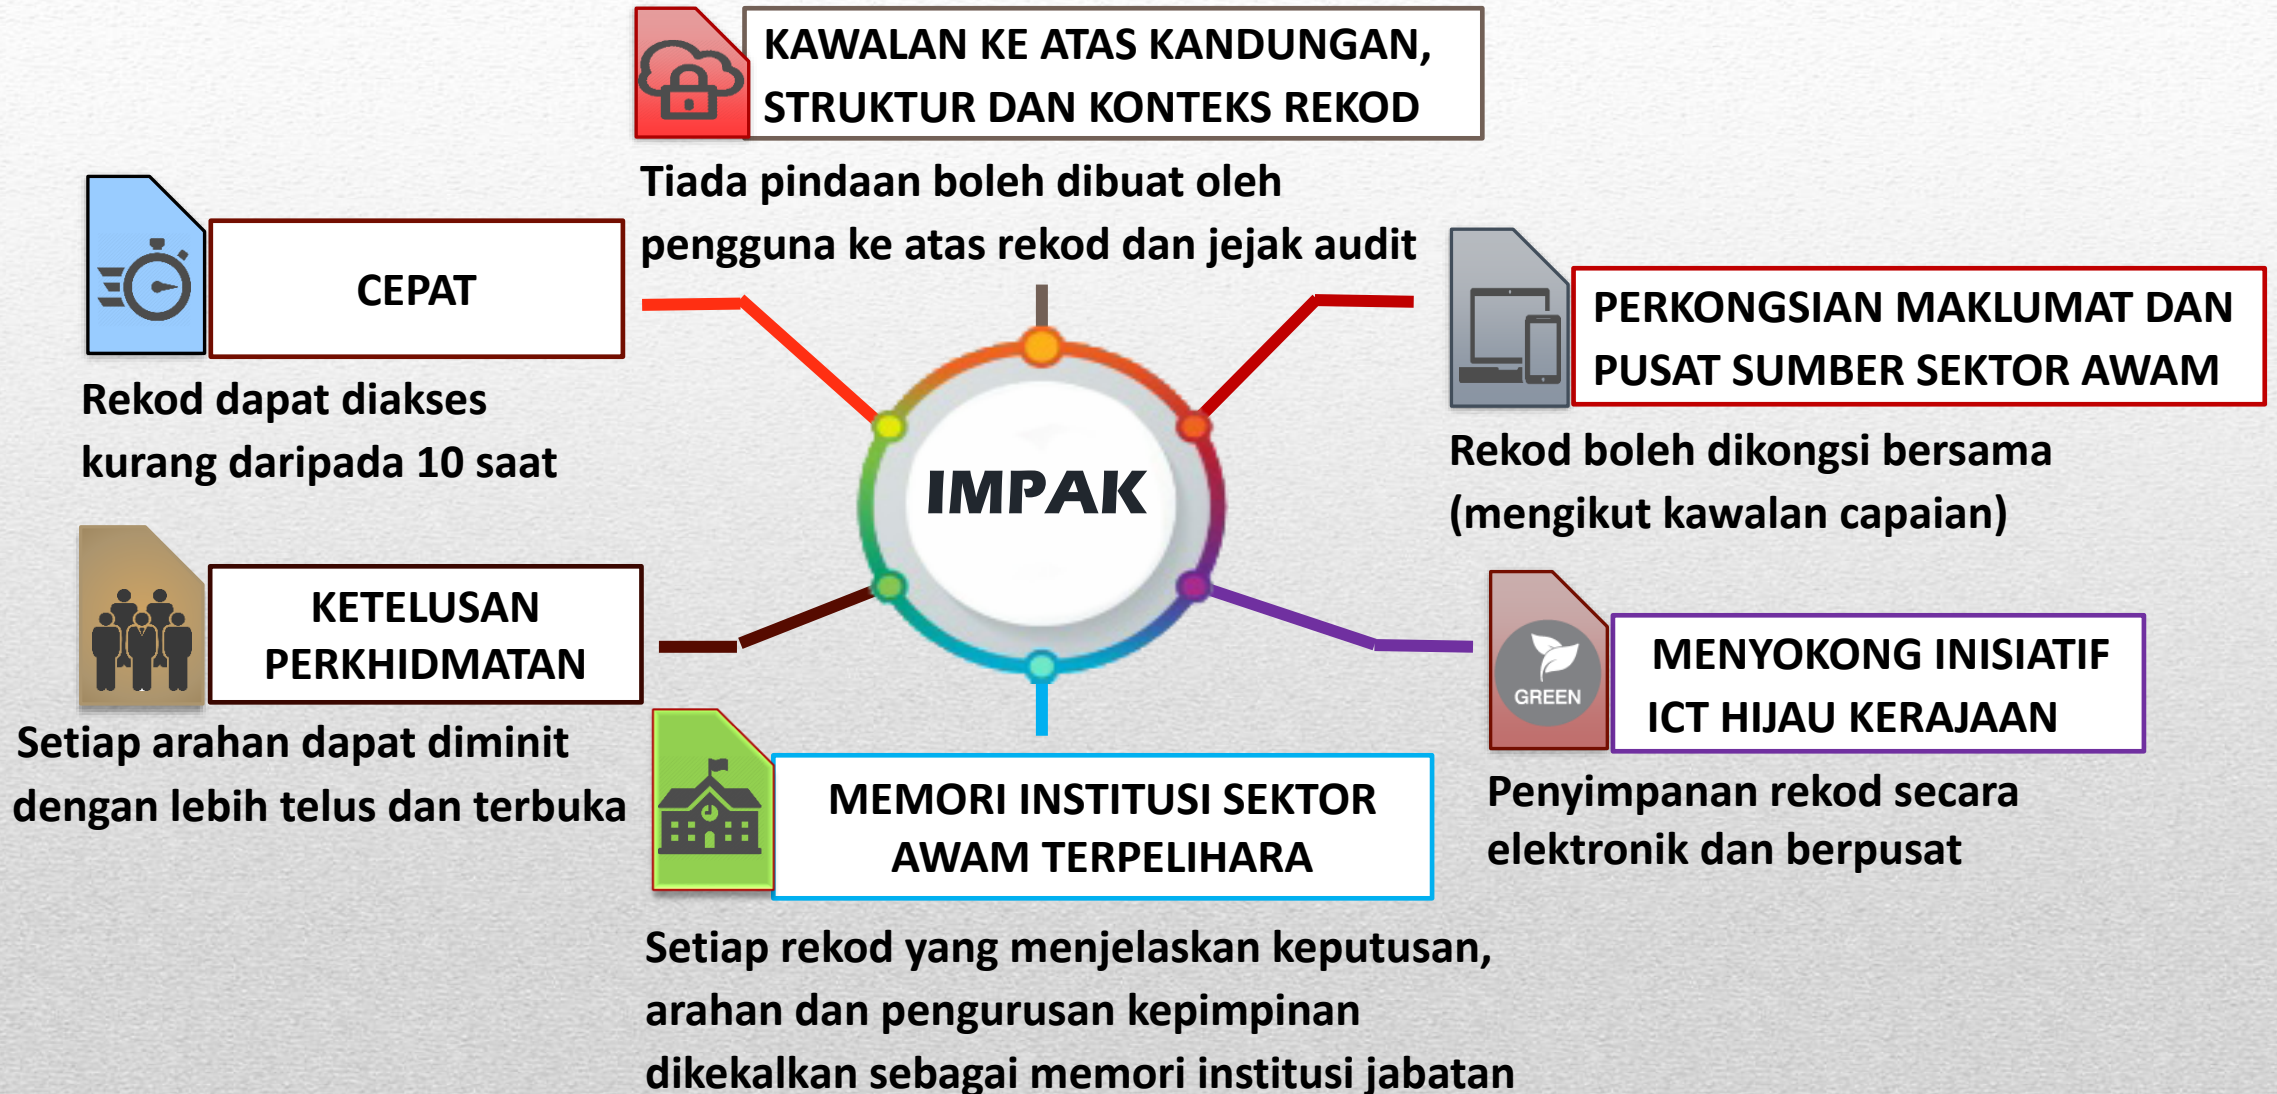 KAWALAN KE ATAS KANDUNGAN,
STRUKTUR DAN KONTEKS REKOD
Tiada pindaan boleh dibuat oleh
pengguna ke atas rekod dan jejak audit
CEPAT
Rekod dapat diakses
kurang daripada 10 saat
PERKONGSIAN MAKLUMAT DAN
PUSAT SUMBER SEKTOR AWAM
Rekod boleh dikongsi bersama
(mengikut kawalan capaian)
IMPAK
KETELUSAN
PERKHIDMATAN
Setiap arahan dapat diminit
dengan lebih telus dan terbuka
GREEN
MENYOKONG INISIATIF
ICT HIJAU KERAJAAN
Penyimpanan rekod secara
elektronik dan berpusat
MEMORI INSTITUSI SEKTOR
AWAM TERPELIHARA
Setiap rekod yang menjelaskan keputusan,
arahan dan pengurusan kepimpinan
dikekalkan sebagai memori institusi jabatan